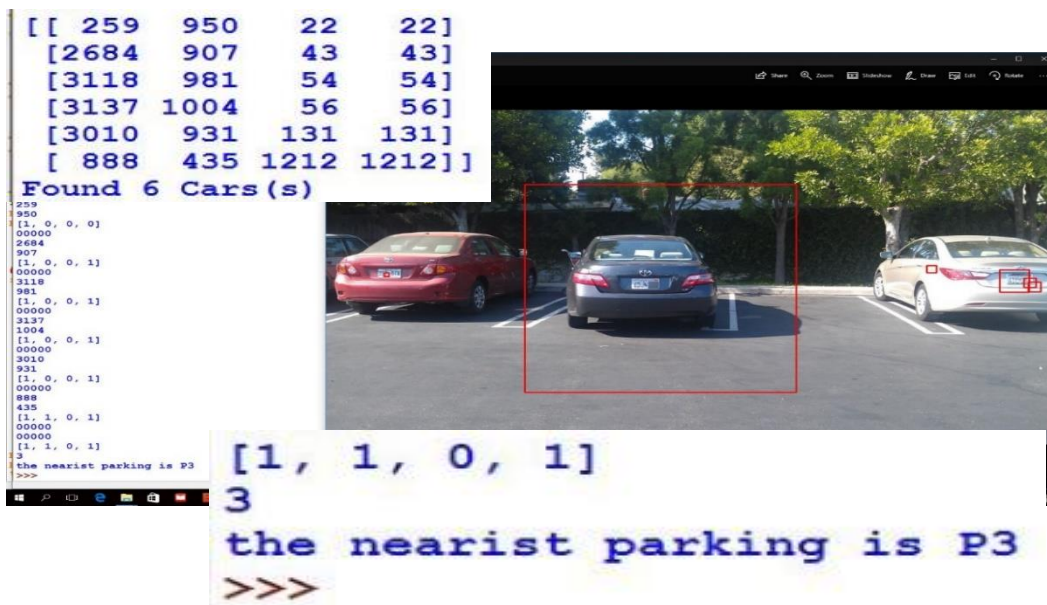 [[ 259 950 22 22]
[2684 907 43 43]
[3118 981 54 54]
[3137 1004 56 56]
[3010 931 131 131]
[ 888 435 1212 1212]]
Found 6 Cars(s)
259
950
[1, 0, 0, 0]
00000
2684
907
[1, 0, 0, 1]
00000
3118
981
[1, 0, 0, 1]
00000
3137
1004
[1, 0, 0, 1]
00000
3010
931
[1, 0, 0, 1]
00000
888
435
[1, 1, 0, 1]
00000
00000
[1, 1, 0, 1]
3
the nearist parking is P3
>>>
Share Zoom Slideshow Draw Edit Rotate ...
[1, 1, 0, 1]
3
the nearist parking is P3
>>>